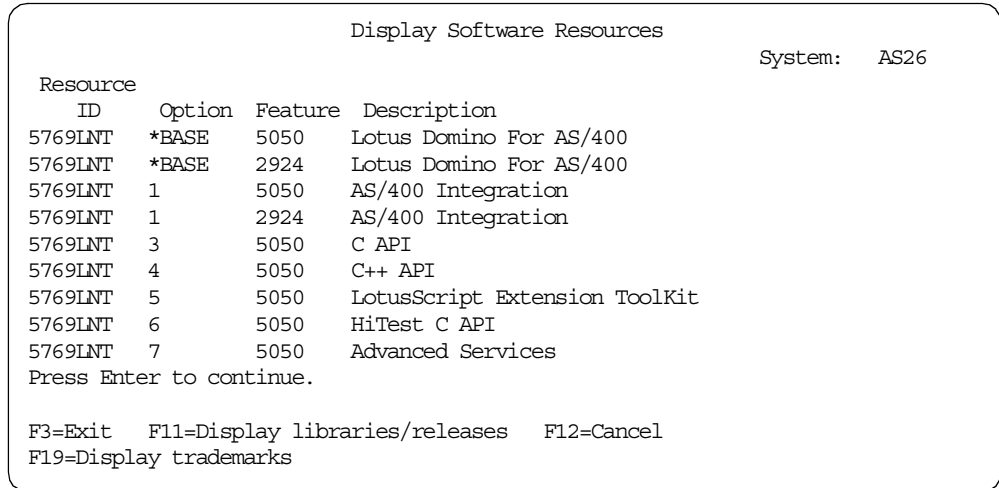 Display Software Resources
System: AS26
Resource
ID Option Feature Description
5769LNT *BASE 5050 Lotus Domino For AS/400
5769LNT *BASE 2924 Lotus Domino For AS/400
5769LNT 1 5050 AS/400 Integration
5769LNT 1 2924 AS/400 Integration
5769LNT 3 5050 C API
5769LNT 4 5050 C++ API
5769LNT 5 5050 LotusScript Extension ToolKit
5769LNT 6 5050 HiTest C API
5769LNT 7 5050 Advanced Services
Press Enter to continue.
F3=Exit F11=Display libraries/releases F12=Cancel
F19=Display trademarks